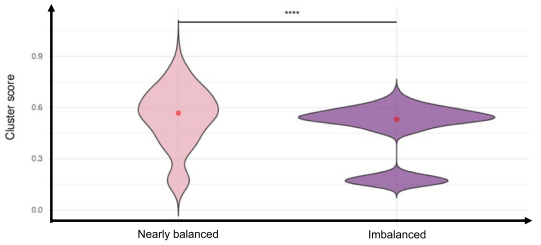 ****
0.9
0.6
0.3
0.0
Cluster score
Nearly balanced
Imbalanced